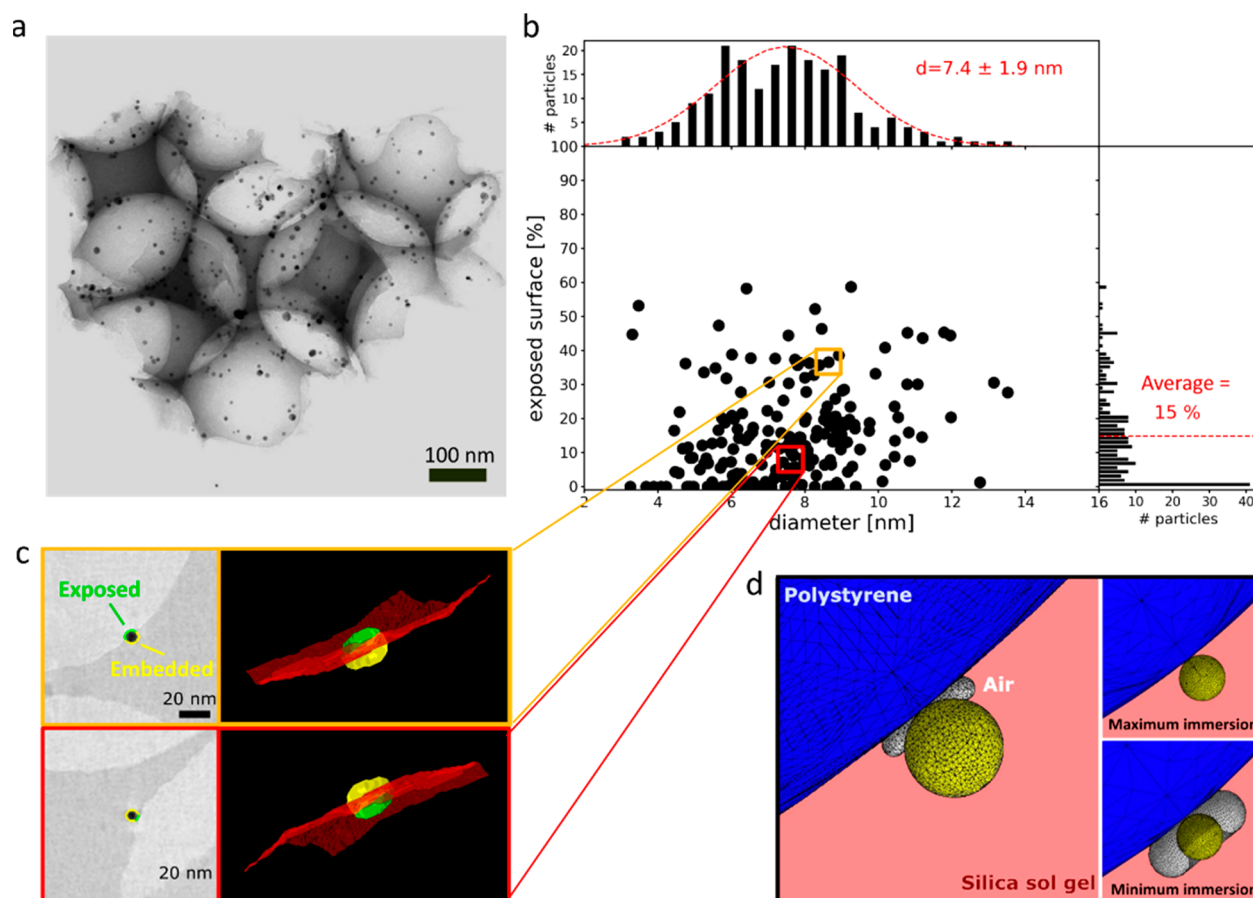 a
100 nm
b
# particles
20
15
10
5
d=7.4 ± 1.9 nm
exposed surface [%]
100
90
80
70
60
50
40
30
20
10
0
2
4
6
8
10
12
14
16
diameter [nm]
Average =
15 %
0
10
20
30
40
# particles
c
Exposed
Embedded
20 nm
20 nm
d
Polystyrene
Air
Silica sol gel
Maximum immersion
Minimum immersion